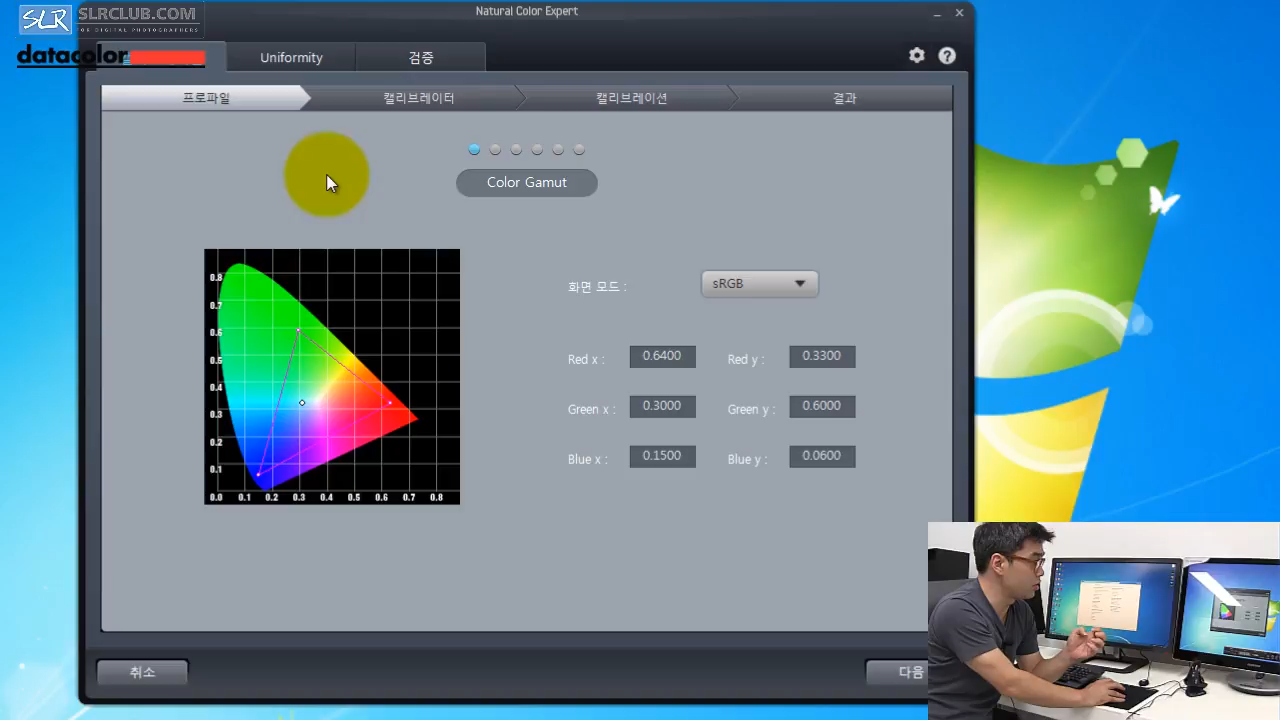 Natural Color Expert
SLR SLRCLUB.COM
FOR DIGITAL PHOTOGRAPHERS
datacolor
Uniformity
검증
프로파일
캘리브레이터
캘리브레이션
결과
Color Gamut
화면 모드 :
sRGB
Red x :
0.6400
Red y :
0.3300
Green x :
0.3000
Green y :
0.6000
Blue x :
0.1500
Blue y :
0.0600
0.8
0.7
0.6
0.5
0.4
0.3
0.2
0.1
0.0 0.1 0.2 0.3 0.4 0.5 0.6 0.7 0.8
취소
다음